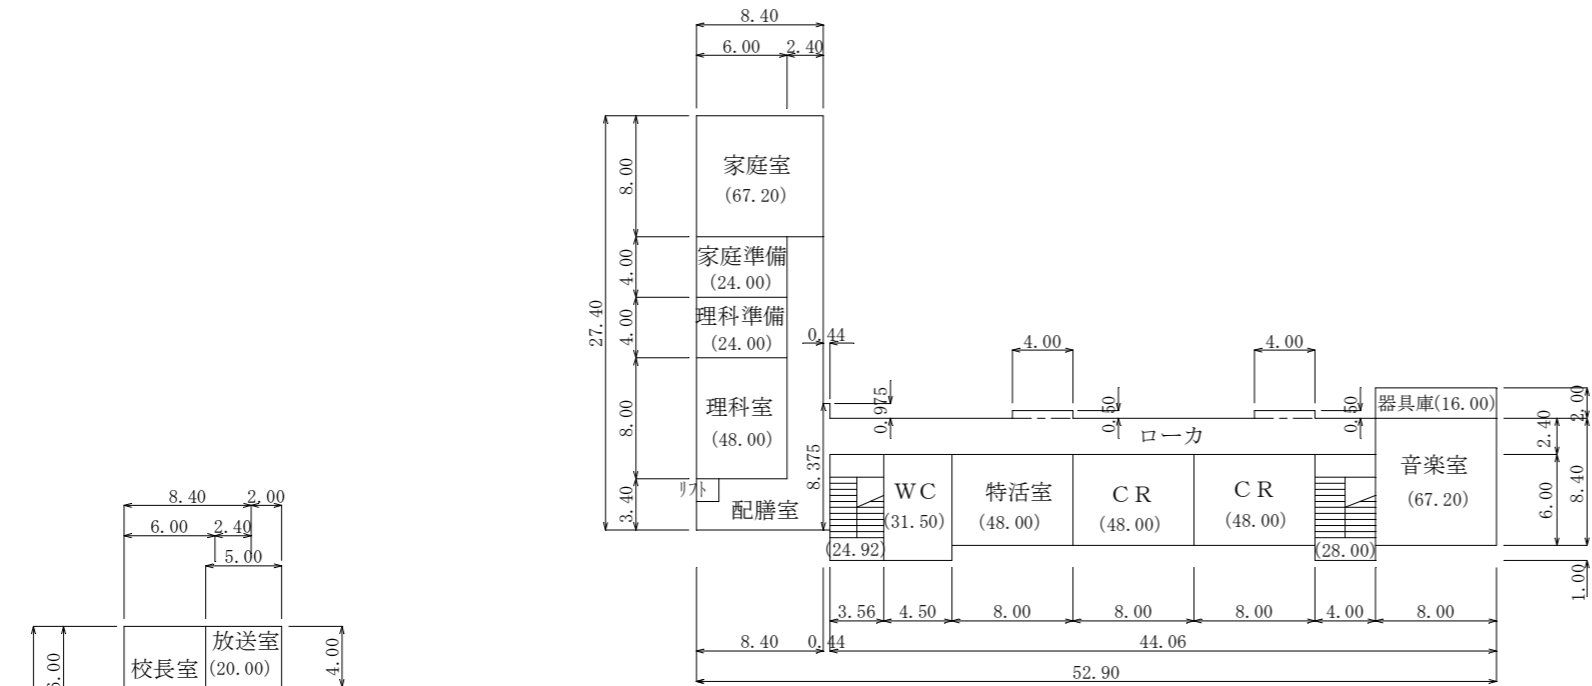 8.40
6.00 2.40
家庭室
(67.20)
8.00
家庭準備
(24.00)
4.00
理科準備
(24.00)
4.00
27.40
理科室
(48.00)
8.00
リフト
配膳室
3.40
0.44
0.975
8.375
4.00
0.50
4.00
0.50
器具庫(16.00)
2.00
ローカ
2.40
音楽室
(67.20)
6.00
8.40
1.00
WC
(31.50)
特活室
(48.00)
CR
(48.00)
CR
(48.00)
(24.92)
(28.00)
3.56 4.50 8.00 8.00 8.00 4.00 8.00
8.40 0.44 44.06
52.90
8.40 2.00
6.00 2.40
5.00
放送室
(20.00)
校長室
4.00